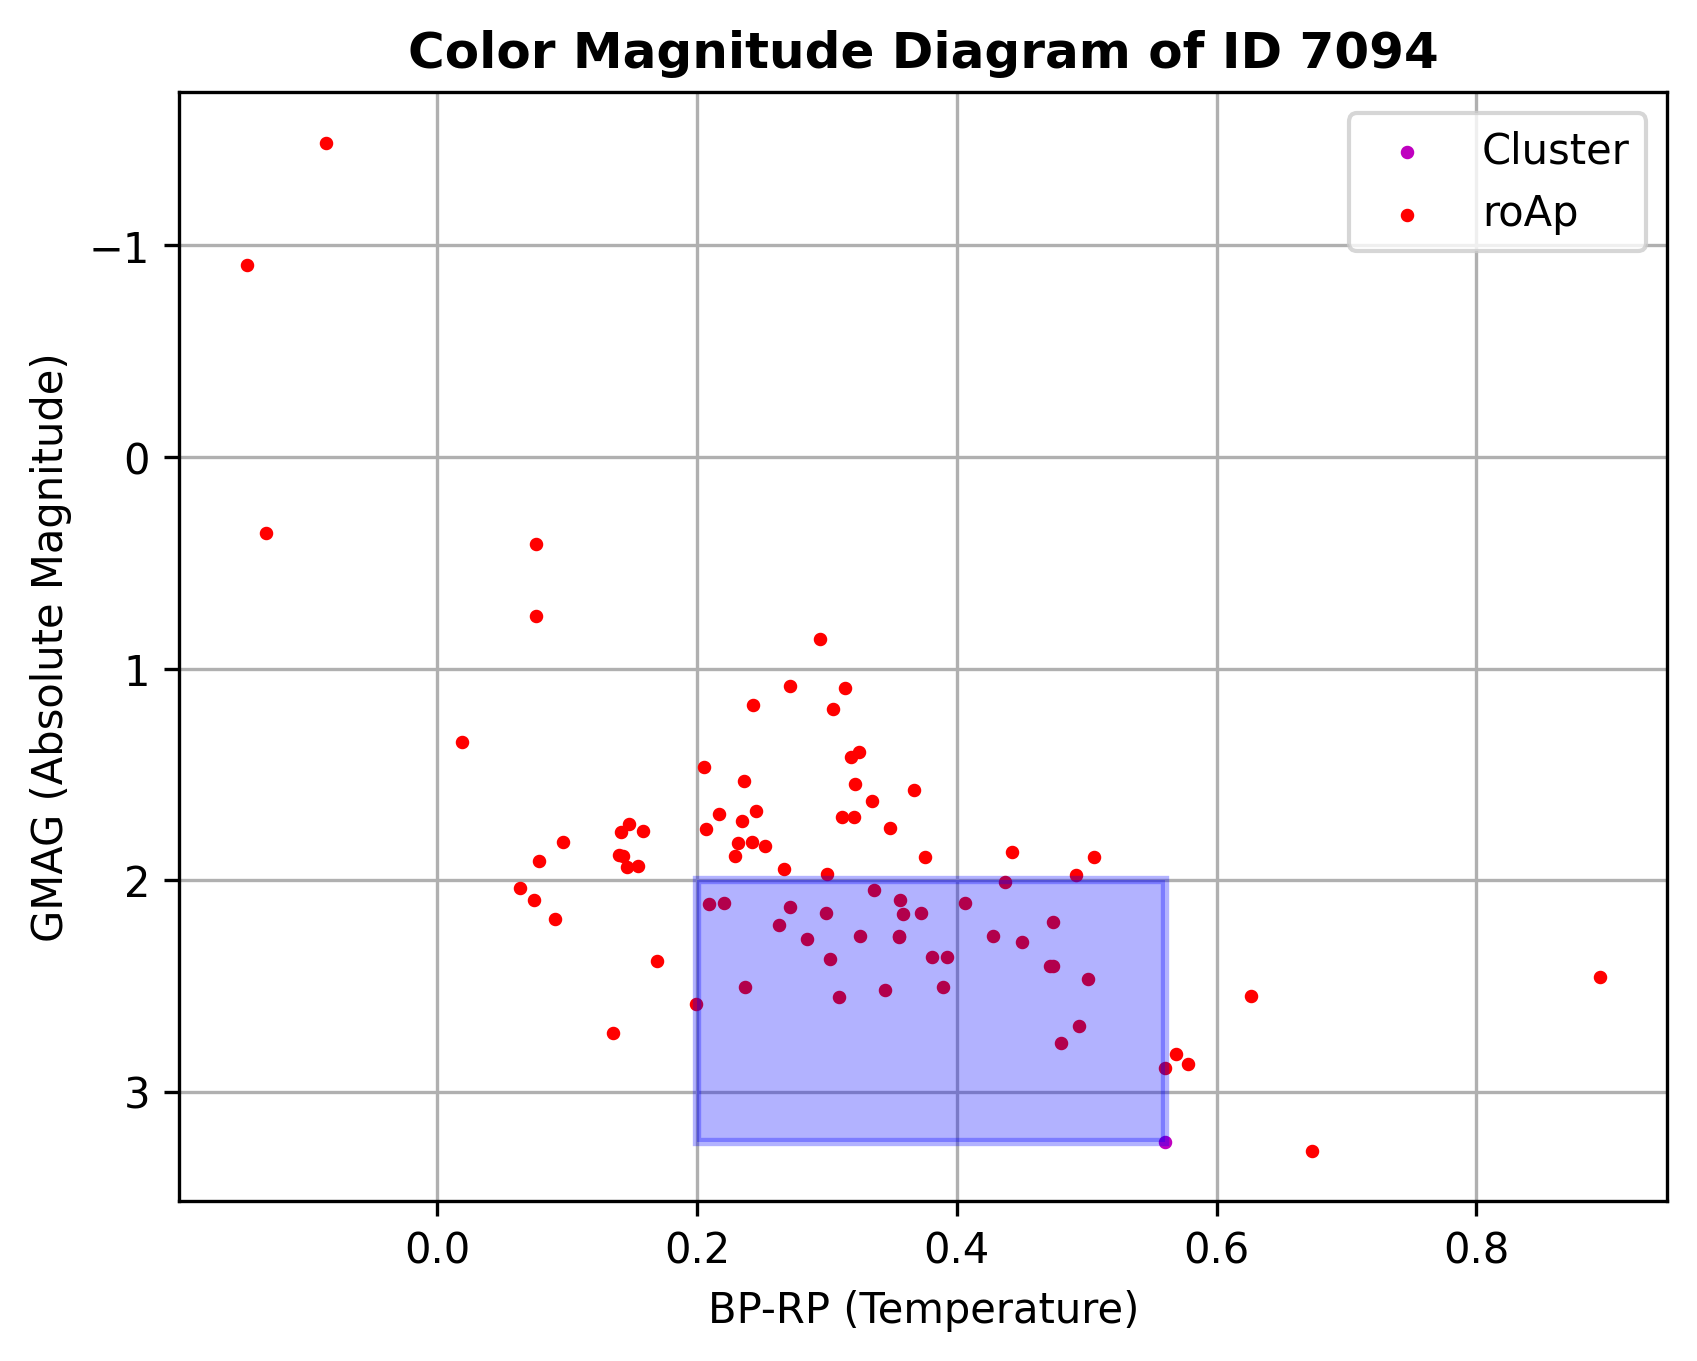 Color Magnitude Diagram of ID 7094
Cluster
roAp
GMAG (Absolute Magnitude)
−1
0
1
2
3
0.0 0.2 0.4 0.6 0.8
BP-RP (Temperature)